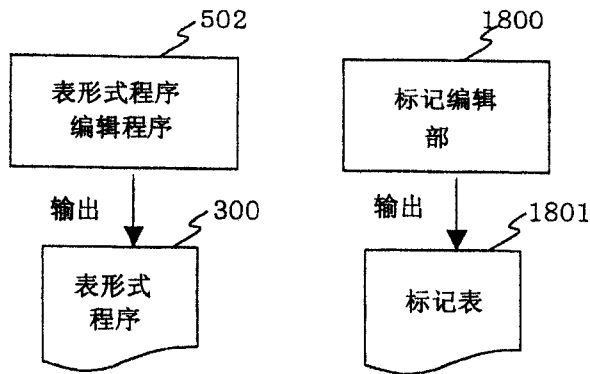 502
表形式程序
编辑程序
输出
300
表形式
程序
1800
标记编辑
部
输出
1801
标记表